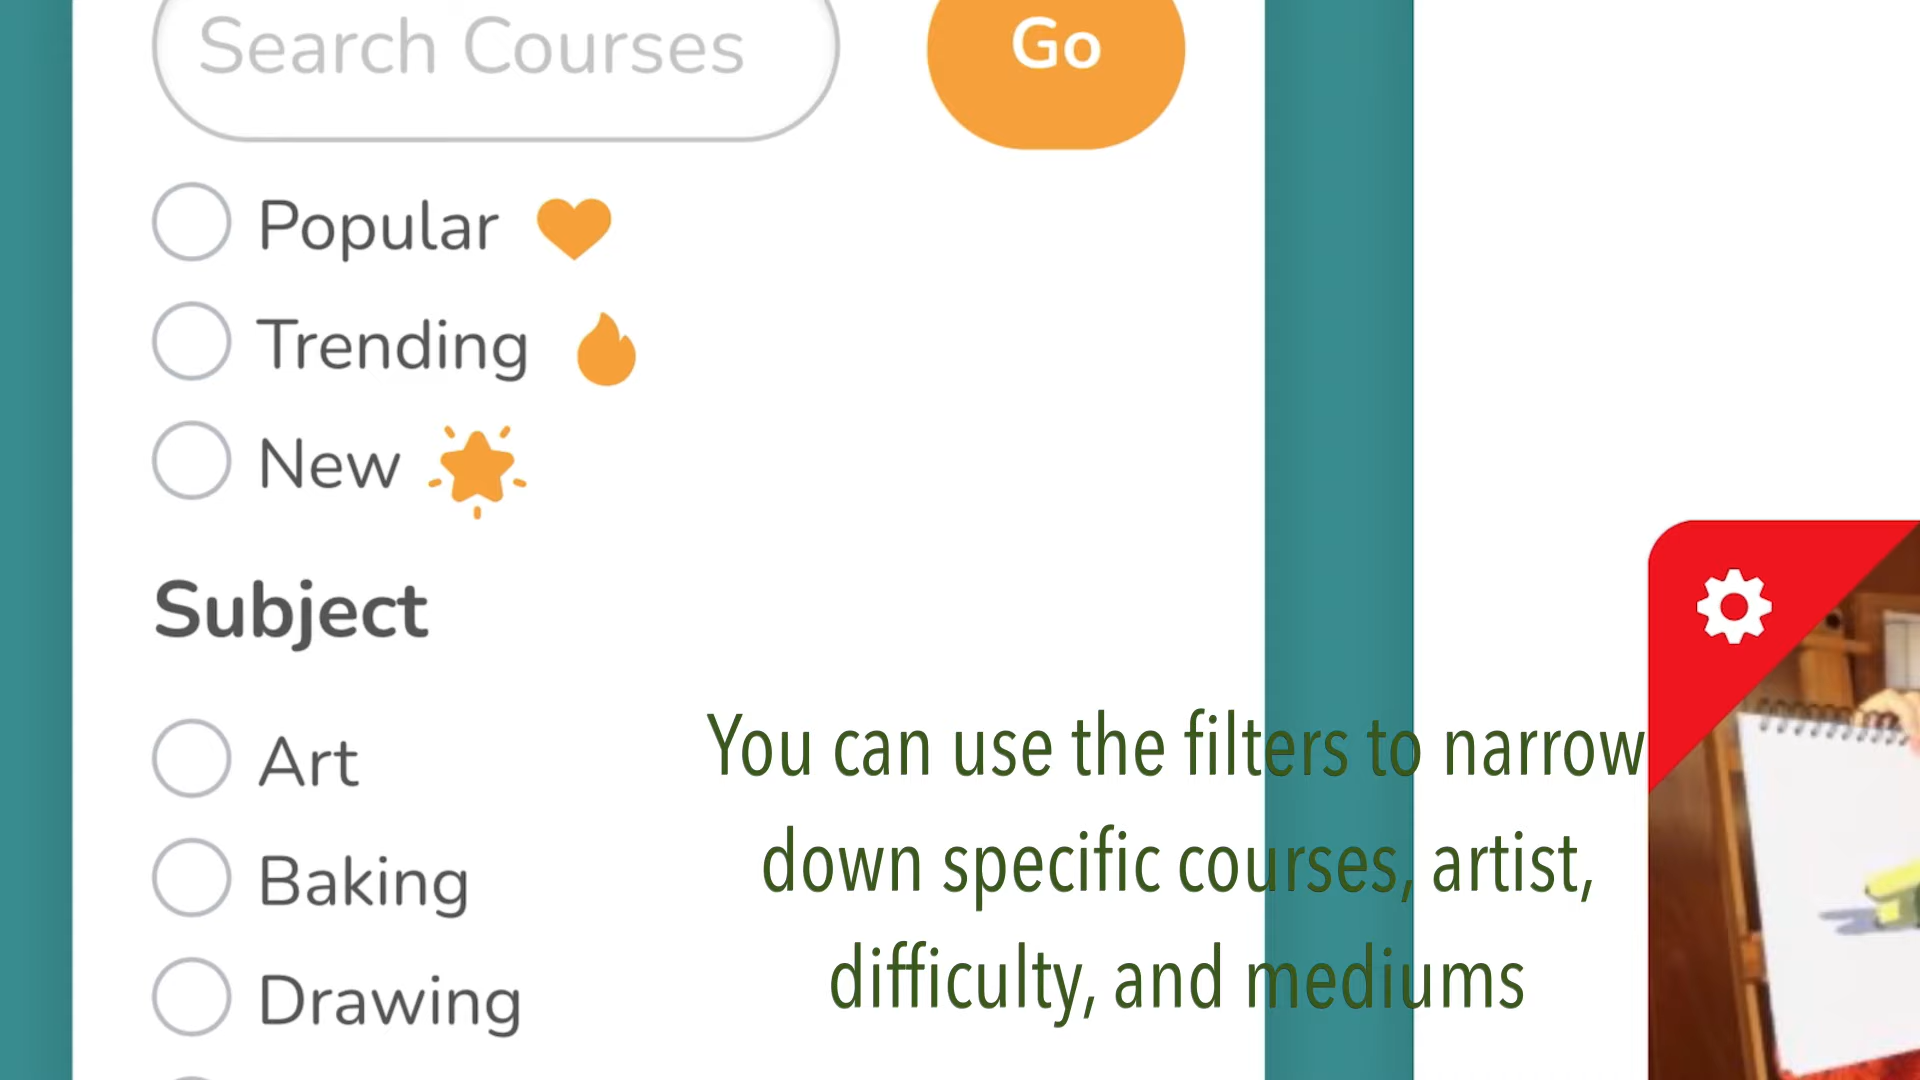 Search Courses
Go
Popular
Trending
New
Subject
Art
Baking
Drawing
You can use the filters to narrow
down specific courses, artist,
difficulty, and mediums